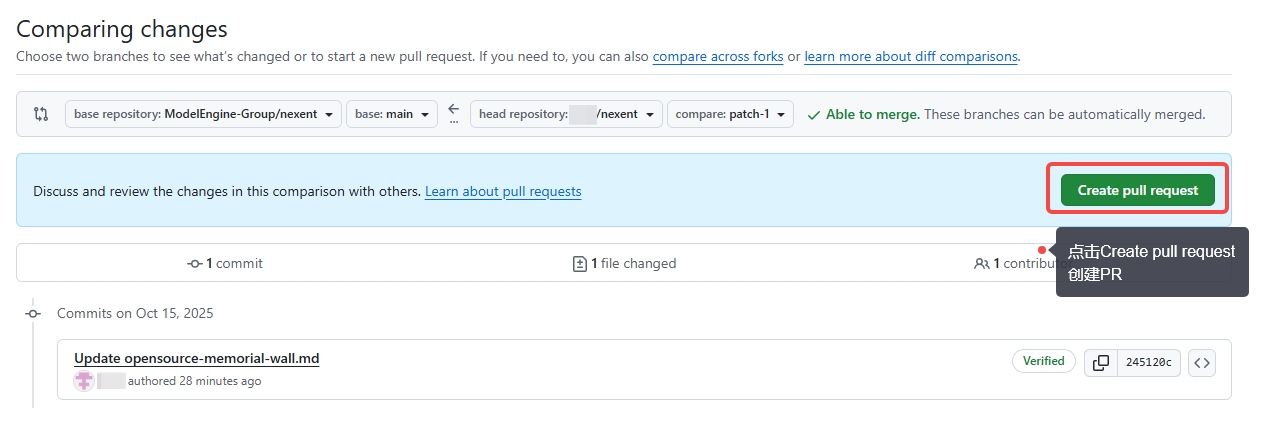 Comparing changes
Choose two branches to see what's changed or to start a new pull request. If you need to, you can also compare across forks or learn more about diff comparisons.
base repository: ModelEngine-Group/nexent base: main ← ... head repository: /nexent compare: patch-1 ✓ Able to merge. These branches can be automatically merged.
Discuss and review the changes in this comparison with others. Learn about pull requests
Create pull request
点击Create pull request
创建PR
1 commit
1 file changed
1 contributor
Commits on Oct 15, 2025
Update opensource-memorial-wall.md
Verified
245120c
authored 28 minutes ago